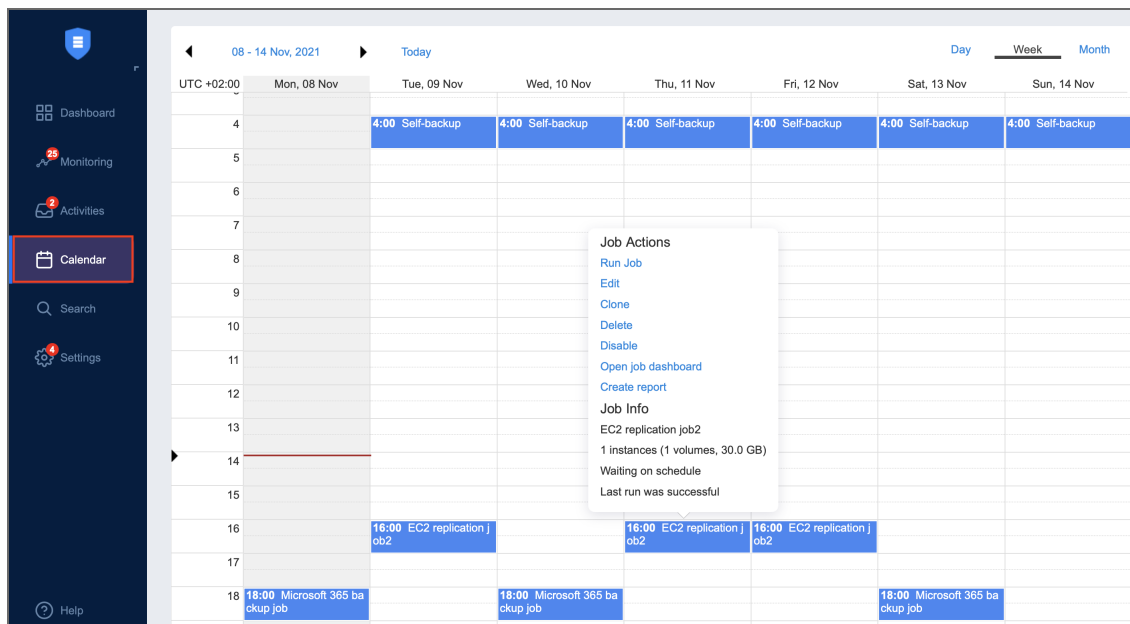 08 - 14 Nov, 2021
Today
Day
Week
Month
UTC +02:00
Mon, 08 Nov
Tue, 09 Nov
Wed, 10 Nov
Thu, 11 Nov
Fri, 12 Nov
Sat, 13 Nov
Sun, 14 Nov
Dashboard
25
Monitoring
2
Activities
Calendar
Search
4
Settings
Help
4
4:00 Self-backup
4:00 Self-backup
4:00 Self-backup
4:00 Self-backup
4:00 Self-backup
4:00 Self-backup
5
6
7
8
9
10
11
12
13
14
15
16
16:00 EC2 replication j
ob2
16:00 EC2 replication j
ob2
16:00 EC2 replication j
ob2
17
18
18:00 Microsoft 365 ba
ckup job
18:00 Microsoft 365 ba
ckup job
18:00 Microsoft 365 ba
ckup job
Job Actions
Run Job
Edit
Clone
Delete
Disable
Open job dashboard
Create report
Job Info
EC2 replication job2
1 instances (1 volumes, 30.0 GB)
Waiting on schedule
Last run was successful